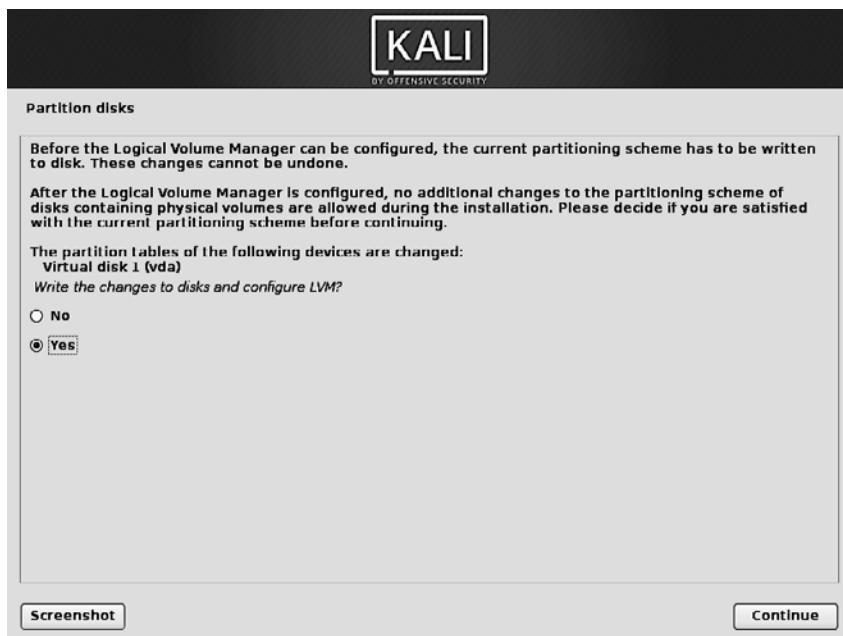 KALI
BY OFFENSIVE SECURITY
Partition disks
Before the Logical Volume Manager can be configured, the current partitioning scheme has to be written
to disk. These changes cannot be undone.
After the Logical Volume Manager is configured, no additional changes to the partitioning scheme of
disks containing physical volumes are allowed during the installation. Please decide if you are satisfied
with the current partitioning scheme before continuing.
The partition tables of the following devices are changed:
Virtual disk 1 (vda)
Write the changes to disks and configure LVM?
No
Yes
Screenshot
Continue